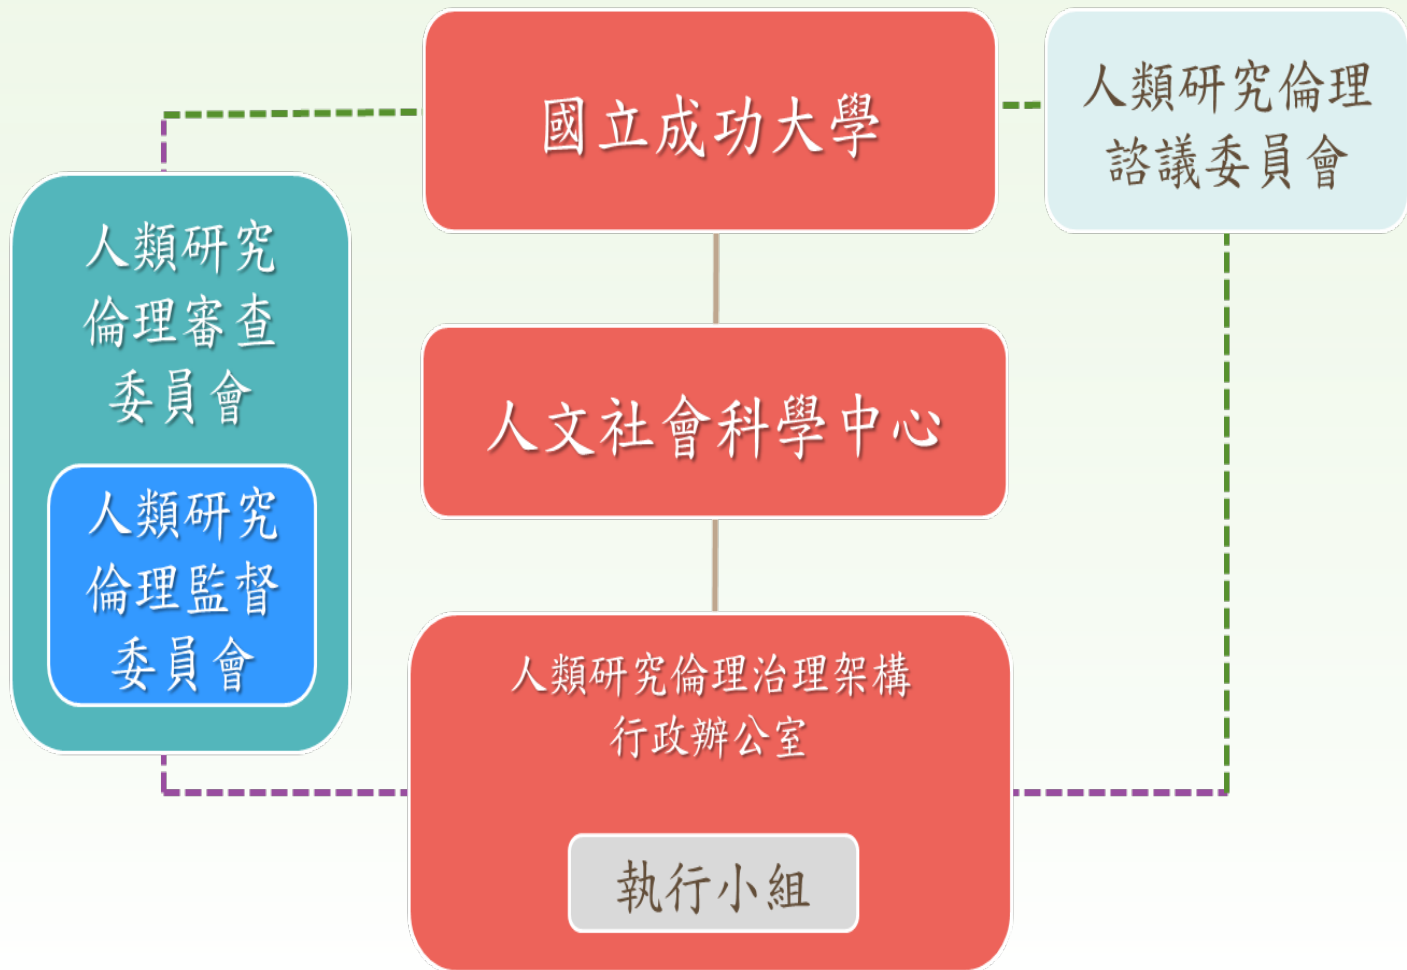 國立成功大學
人類研究倫理
諮議委員會
人類研究
倫理審查
委員會
人類研究
倫理監督
委員會
人文社會科學中心
人類研究倫理治理架構
行政辦公室
執行小組